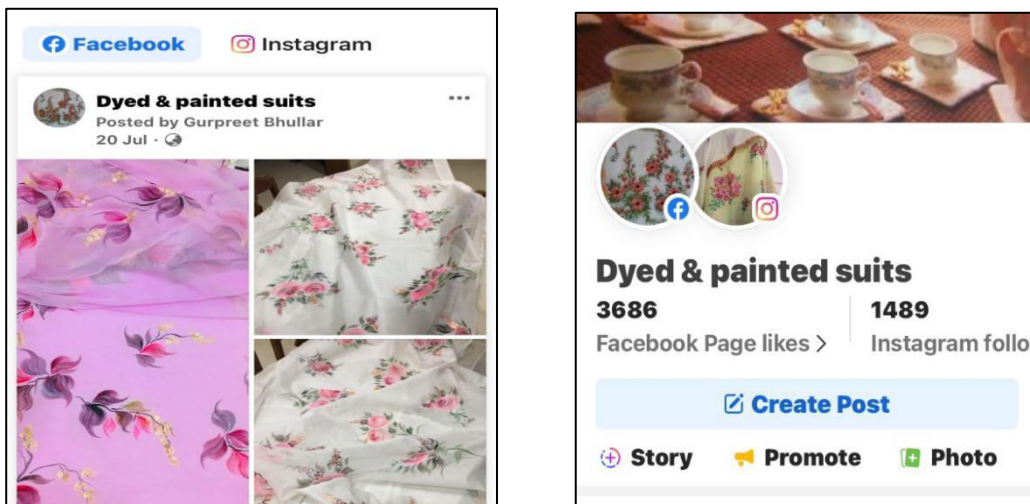 Facebook
Instagram
Dyed & painted suits
Posted by Gurpreet Bhullar
20 Jul ·
Dyed & painted suits
3686
1489
Facebook Page likes >
Instagram follo
Create Post
Story
Promote
Photo